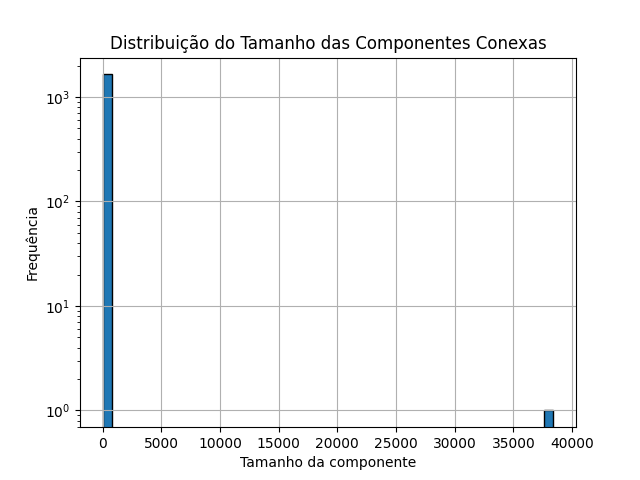 Distribuição do Tamanho das Componentes Conexas
Frequência
10³
10²
10¹
10⁰
0 5000 10000 15000 20000 25000 30000 35000 40000
Tamanho da componente